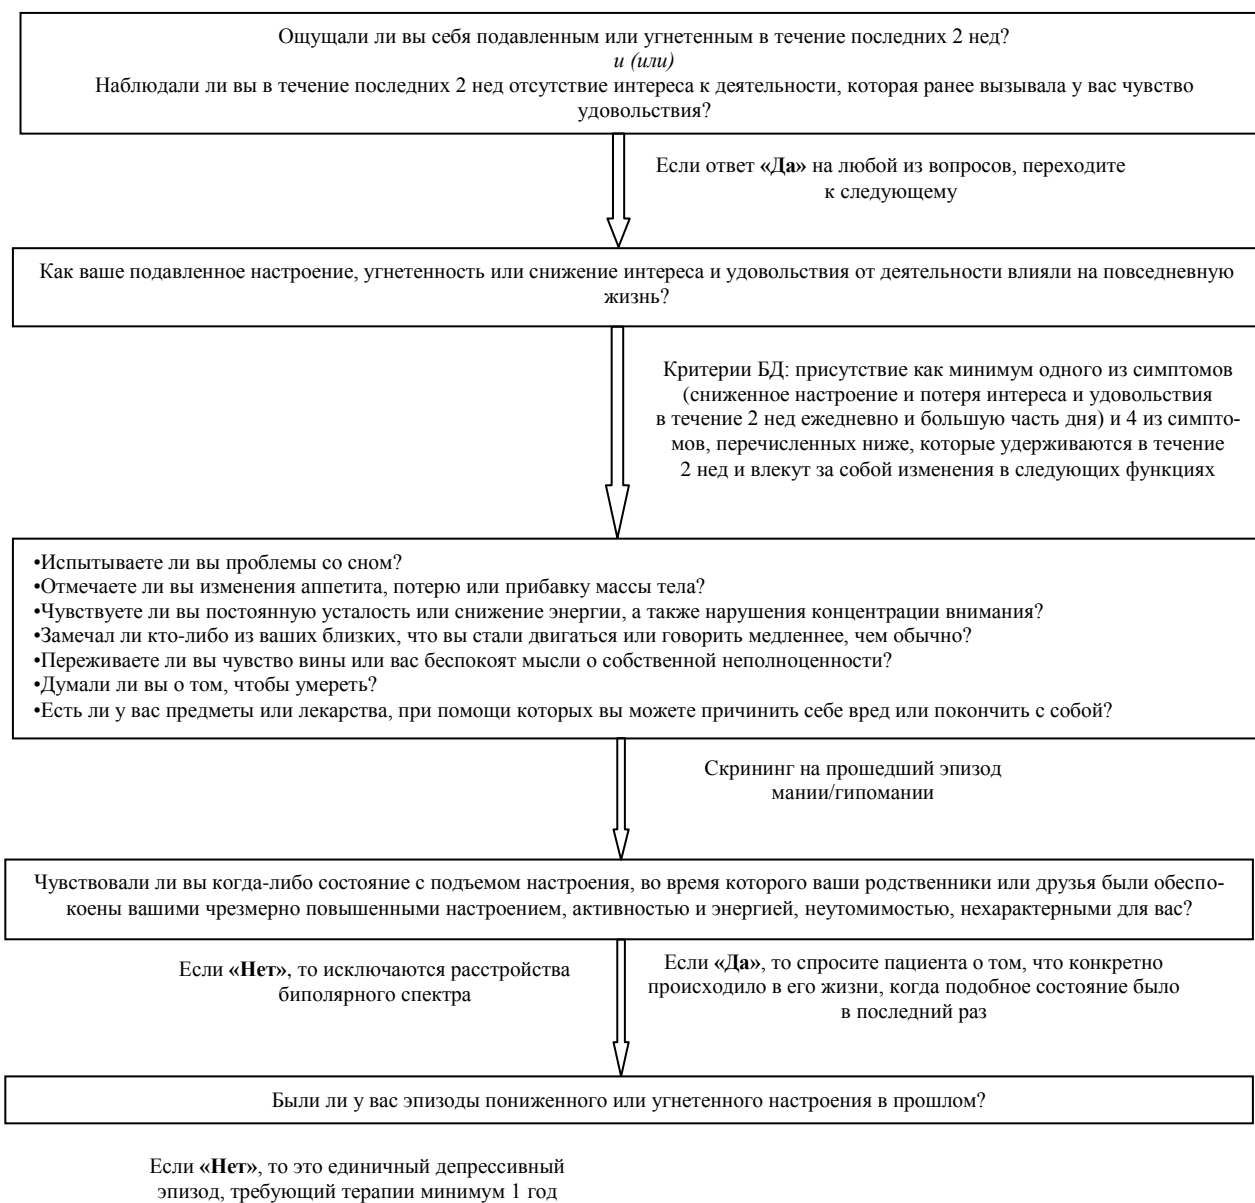 Ощущали ли вы себя подавленным или угнетенным в течение последних 2 нед?
и (или)
Наблюдали ли вы в течение последних 2 нед отсутствие интереса к деятельности, которая ранее вызывала у вас чувство
удовольствия?
Если ответ «Да» на любой из вопросов, переходите
к следующему
Как ваше подавленное настроение, угнетенность или снижение интереса и удовольствия от деятельности влияли на повседневную
жизнь?
Критерии БД: присутствие как минимум одного из симптомов
(сниженное настроение и потеря интереса и удовольствия
в течение 2 нед ежедневно и большую часть дня) и 4 из симпто-
мов, перечисленных ниже, которые удерживаются в течение
2 нед и влекут за собой изменения в следующих функциях
•Испытываете ли вы проблемы со сном?
•Отмечаете ли вы изменения аппетита, потерю или прибавку массы тела?
•Чувствуете ли вы постоянную усталость или снижение энергии, а также нарушения концентрации внимания?
•Замечал ли кто-либо из ваших близких, что вы стали двигаться или говорить медленнее, чем обычно?
•Переживаете ли вы чувство вины или вас беспокоят мысли о собственной неполноценности?
•Думали ли вы о том, чтобы умереть?
•Есть ли у вас предметы или лекарства, при помощи которых вы можете причинить себе вред или покончить с собой?
Скрининг на прошедший эпизод
мании/гипомании
Чувствовали ли вы когда-либо состояние с подъемом настроения, во время которого ваши родственники или друзья были обеспо-
коены вашими чрезмерно повышенными настроением, активностью и энергией, неутомимостью, нехарактерными для вас?
Если «Нет», то исключаются расстройства
биполярного спектра
Если «Да», то спросите пациента о том, что конкретно
происходило в его жизни, когда подобное состояние было
в последний раз
Были ли у вас эпизоды пониженного или угнетенного настроения в прошлом?
Если «Нет», то это единичный депрессивный
эпизод, требующий терапии минимум 1 год